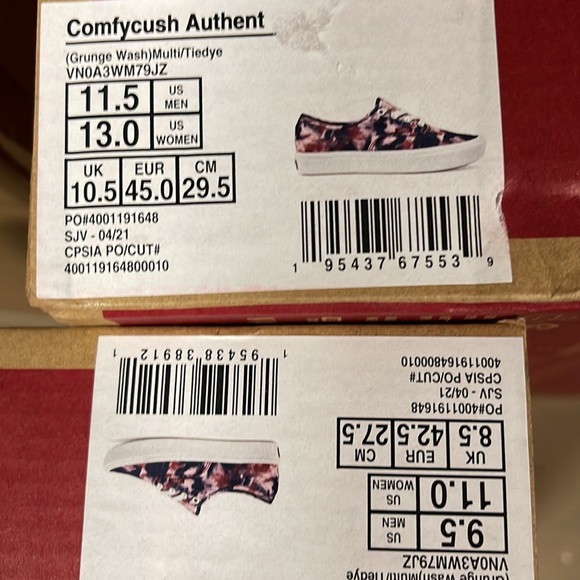 Comfycush Authent
(Grunge Wash)Multi/Tiedye
VN0A3WM79JZ
11.5 US MEN
13.0 US WOMEN
UK EUR CM
10.5 45.0 29.5
PO#4001191648
SJV - 04/21
CPSIA PO/CUT#
400119164800010
1 95437 67553 9
(Grunge Wash)Multi/Tiedye
VN0A3WM79JZ
9.5 US MEN
11.0 US WOMEN
UK EUR CM
8.5 42.5 27.5
PO#4001191648
SJV - 04/21
CPSIA PO/CUT#
400119164800010
1 95438 38912 1